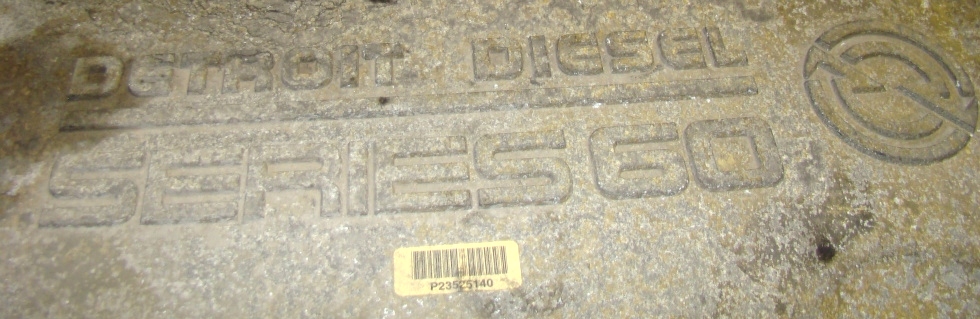 DETROIT DIESEL
SERIES 60
P23525140